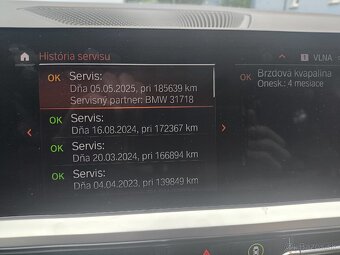 História servisu
VLNA
OK Servis:
Dňa 05.05.2025, pri 185639 km
Servisný partner: BMW 31718
OK Servis:
Dňa 16.08.2024, pri 172367 km
OK Servis:
Dňa 20.03.2024, pri 166894 km
OK Servis:
Dňa 04.04.2023, pri 139849 km
OK Brzdová kvapalina
Onesk.: 4 mesiace